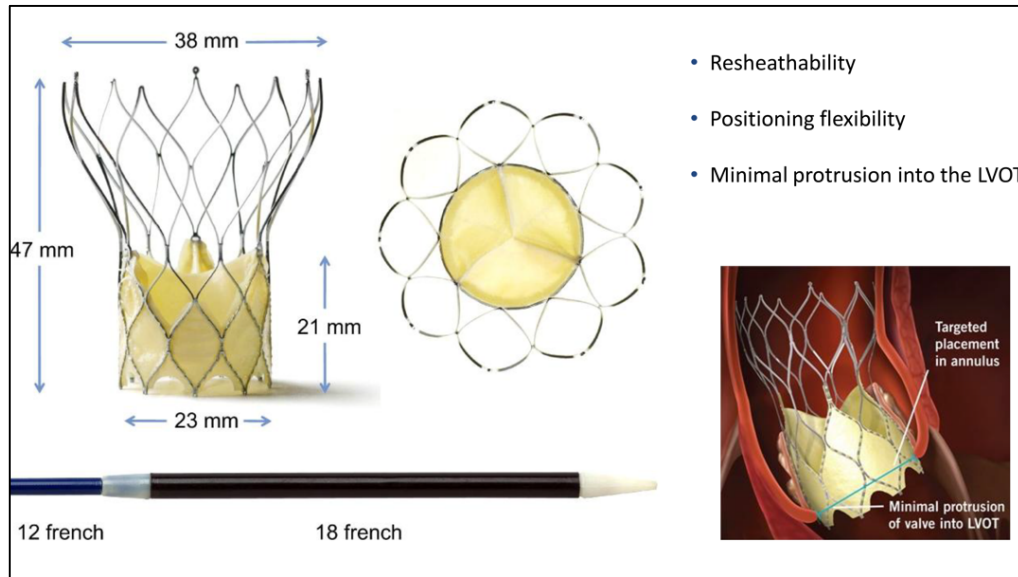 38 mm
47 mm
21 mm
23 mm
12 french
18 french
• Resheathability
• Positioning flexibility
• Minimal protrusion into the LVOT
Targeted
placement
in annulus
Minimal protrusion
of valve into LVOT